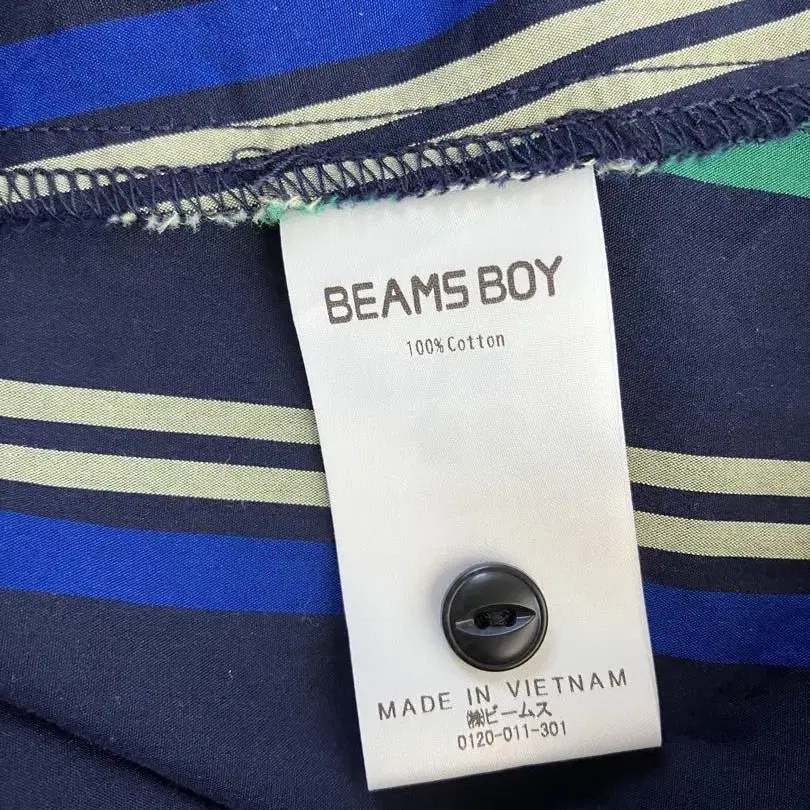 BEAMS BOY
100% Cotton
MADE IN VIETNAM
㈱ビームス
0120-011-301